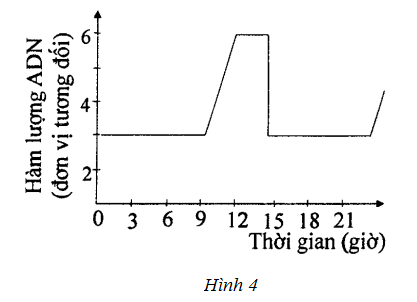 Hàm lượng ADN
(đơn vị tương đối)
6
4
2
0 3 6 9 12 15 18 21
Thời gian (giờ)
Hình 4